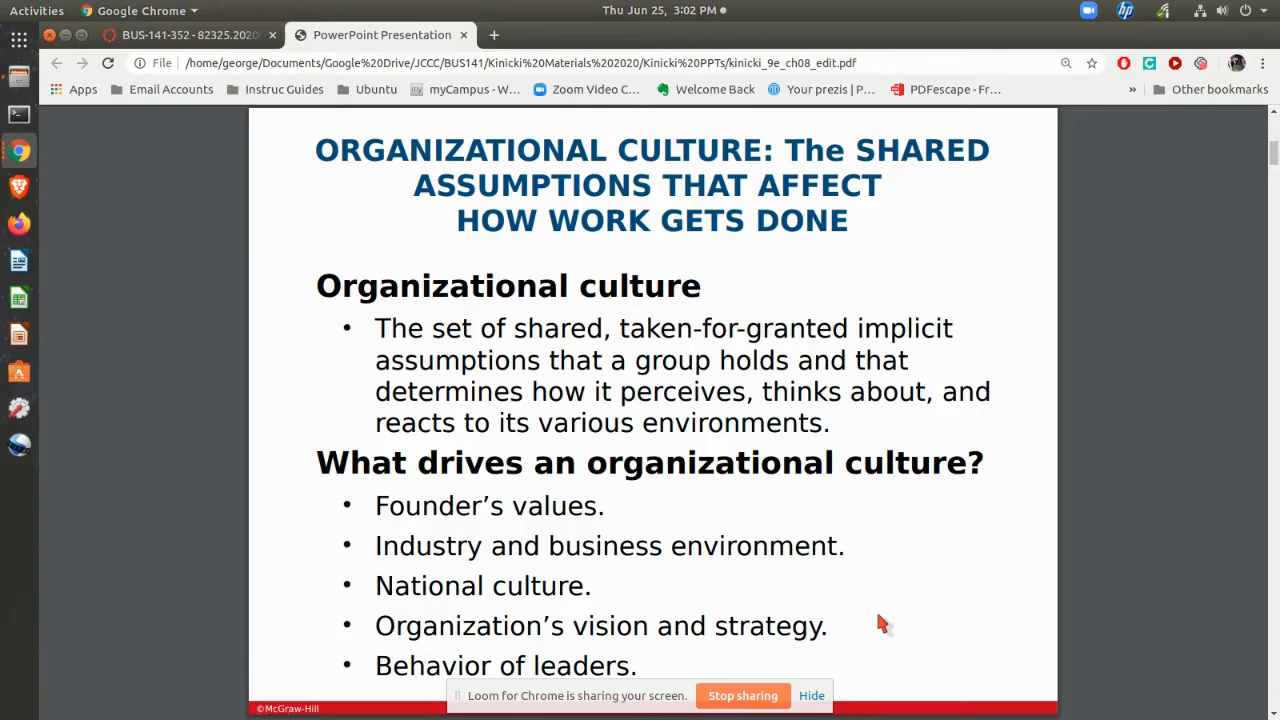 Activities
Google Chrome
Thu Jun 25, 3:02 PM
BUS-141-352 - 82325.2020
PowerPoint Presentation
File
/home/george/Documents/Google%20Drive/JCCC/BUS141/Kinicki%20Materials%202020/Kinicki%20PPTs/kinicki_9e_ch08_edit.pdf
Apps
Email Accounts
Instruc Guides
Ubuntu
myCampus - W...
Zoom Video C...
Welcome Back
Your prezis | P...
PDFescape - Fr...
»
Other bookmarks
ORGANIZATIONAL CULTURE: The SHARED
ASSUMPTIONS THAT AFFECT
HOW WORK GETS DONE
Organizational culture
• The set of shared, taken-for-granted implicit
assumptions that a group holds and that
determines how it perceives, thinks about, and
reacts to its various environments.
What drives an organizational culture?
• Founder’s values.
• Industry and business environment.
• National culture.
• Organization’s vision and strategy.
• Behavior of leaders.
Loom for Chrome is sharing your screen.
Stop sharing
Hide
©McGraw-Hill